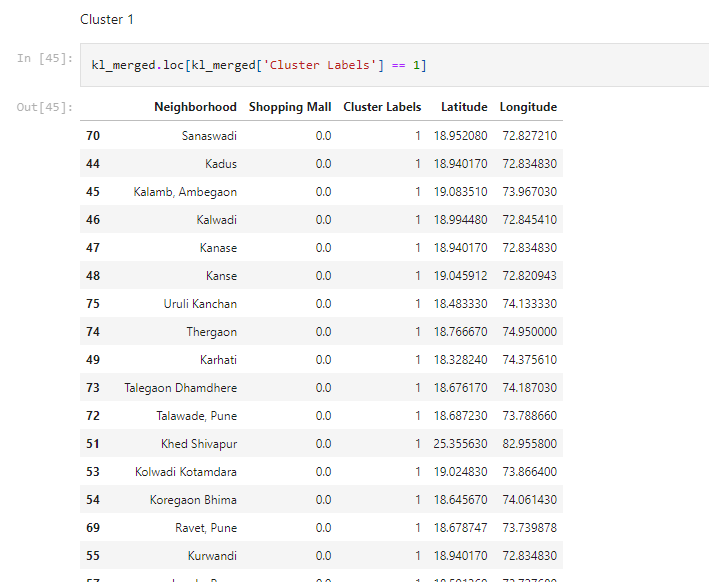 Cluster 1
In [45]: kl_merged.loc[kl_merged['Cluster Labels'] == 1]
Out[45]:
Neighborhood Shopping Mall Cluster Labels Latitude Longitude
70 Sanaswadi 0.0 1 18.952080 72.827210
44 Kadus 0.0 1 18.940170 72.834830
45 Kalamb, Ambegaon 0.0 1 19.083510 73.967030
46 Kalwadi 0.0 1 18.994480 72.845410
47 Kanase 0.0 1 18.940170 72.834830
48 Kanse 0.0 1 19.045912 72.820943
75 Uruli Kanchan 0.0 1 18.483330 74.133330
74 Thergaon 0.0 1 18.766670 74.950000
49 Karhati 0.0 1 18.328240 74.375610
73 Talegaon Dhamdhere 0.0 1 18.676170 74.187030
72 Talawade, Pune 0.0 1 18.687230 73.788660
51 Khed Shivapur 0.0 1 25.355630 82.955800
53 Kolwadi Kotamdara 0.0 1 19.024830 73.866400
54 Koregaon Bhima 0.0 1 18.645670 74.061430
69 Ravet, Pune 0.0 1 18.678747 73.739878
55 Kurwandi 0.0 1 18.940170 72.834830